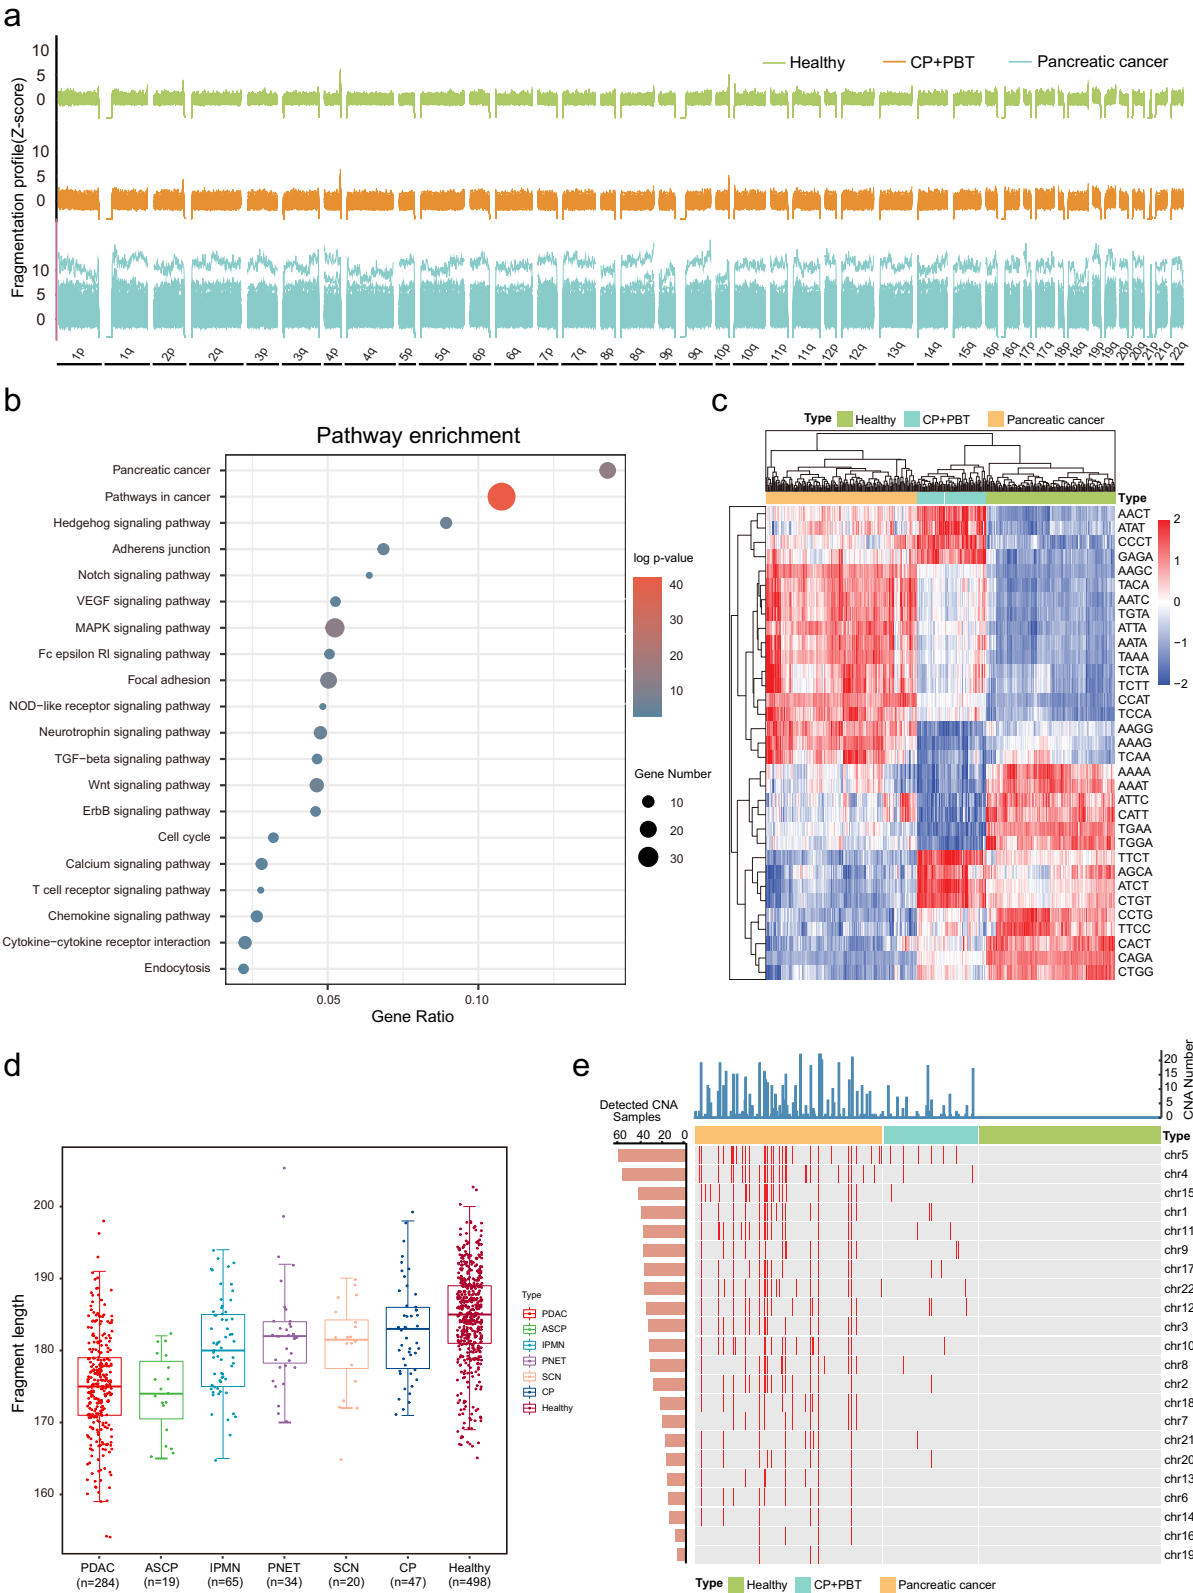 a
Healthy
CP+PBT
Pancreatic cancer
Fragmentation profile(Z-score)
10
5
0
10
5
0
10
5
0
1p 1q 2p 2q 3p 3q 4p 4q 5p 5q 6p 6q 7p 7q 8p 8q 9p 9q 10p 10q 11p 11q 12p 12q 13q 14q 15q 16p 16q 17p 17q 18p 18q 19p 19q 20p 20q 21p 21q 22q
b
Pathway enrichment
Pancreatic cancer
Pathways in cancer
Hedgehog signaling pathway
Adherens junction
Notch signaling pathway
VEGF signaling pathway
MAPK signaling pathway
Fc epsilon RI signaling pathway
Focal adhesion
NOD−like receptor signaling pathway
Neurotrophin signaling pathway
TGF−beta signaling pathway
Wnt signaling pathway
ErbB signaling pathway
Cell cycle
Calcium signaling pathway
T cell receptor signaling pathway
Chemokine signaling pathway
Cytokine−cytokine receptor interaction
Endocytosis
0.05 0.10
Gene Ratio
log p-value
40
30
20
10
Gene Number
10
20
30
c
Type Healthy CP+PBT Pancreatic cancer
Type
AACT
ATAT
CCCT
GAGA
AAGC
TACA
AATC
TGTA
ATTA
AATA
TAAA
TCTA
TCTT
CCAT
TCCA
AAGG
AAAG
TCAA
AAAA
AAAT
ATTC
CATT
TGAA
TGGA
TTCT
AGCA
ATCT
CTGT
CCTG
TTCC
CACT
CAGA
CTGG
2
1
0
−1
−2
d
Fragment length
200
190
180
170
160
PDAC ASCP IPMN PNET SCN CP Healthy
(n=284) (n=19) (n=65) (n=34) (n=20) (n=47) (n=498)
Type
PDAC
ASCP
IPMN
PNET
SCN
CP
Healthy
e
20
15
10
5
0
CNA Number
Detected CNA
Samples
60 40 20 0
Type
chr5
chr4
chr15
chr1
chr11
chr9
chr17
chr22
chr12
chr3
chr10
chr8
chr2
chr18
chr7
chr21
chr20
chr13
chr6
chr14
chr16
chr19
Type Healthy CP+PBT Pancreatic cancer